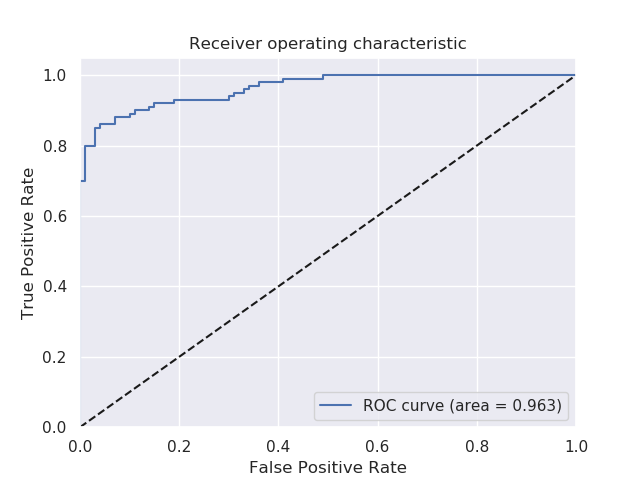 Receiver operating characteristic
True Positive Rate
1.0
0.8
0.6
0.4
0.2
0.0
ROC curve (area = 0.963)
0.0 0.2 0.4 0.6 0.8 1.0
False Positive Rate